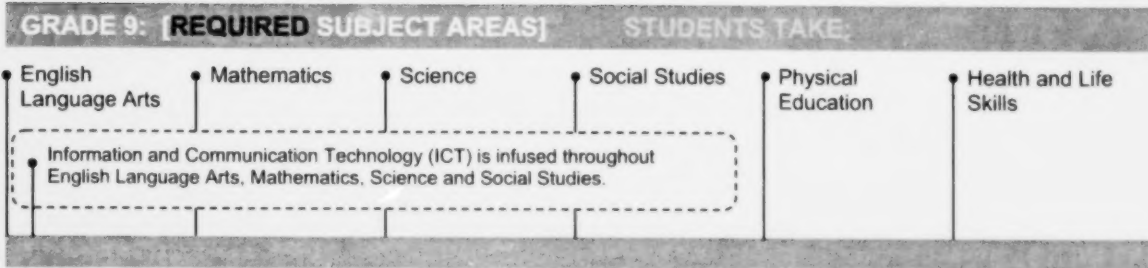 GRADE 9: [REQUIRED SUBJECT AREAS] STUDENTS TAKE:
English
Language Arts
Mathematics
Science
Social Studies
Physical
Education
Health and Life
Skills
Information and Communication Technology (ICT) is infused throughout
English Language Arts, Mathematics, Science and Social Studies.